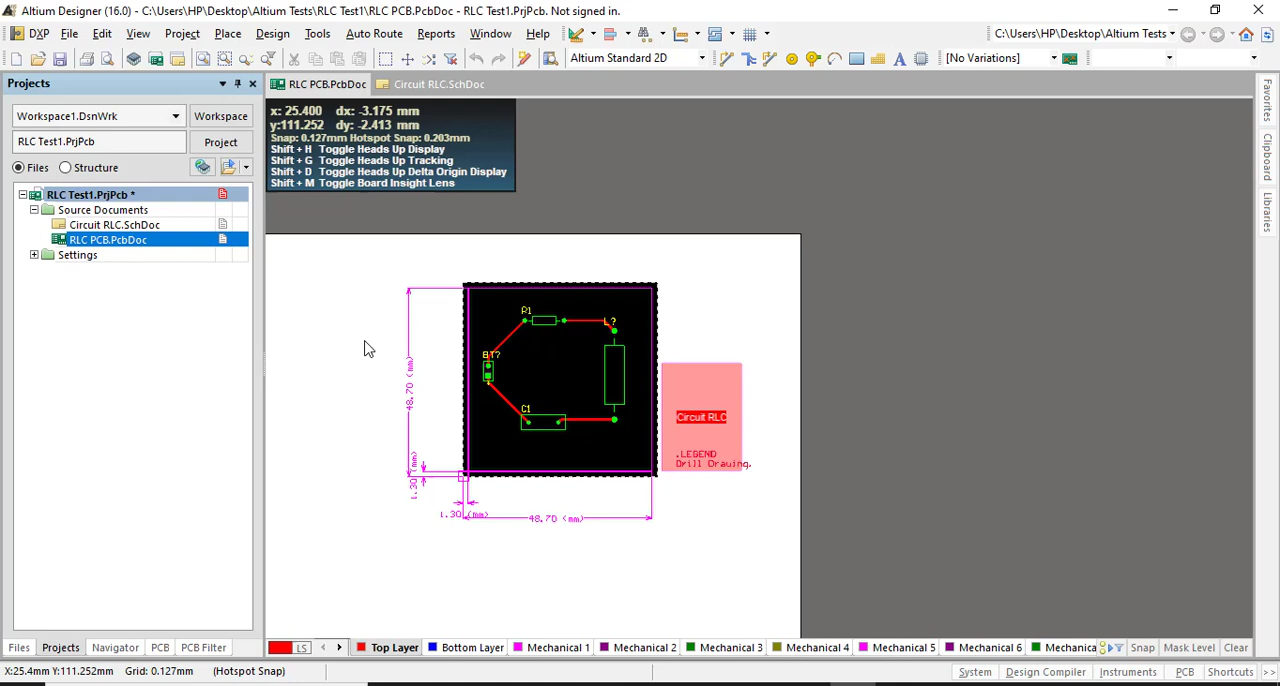 Altium Designer (16.0) - C:\Users\HP\Desktop\Altium Tests\RLC Test1\RLC PCB.PcbDoc - RLC Test1.PrjPcb. Not signed in.
DXP File Edit View Project Place Design Tools Auto Route Reports Window Help C:\Users\HP\Desktop\Altium Tests
Altium Standard 2D [No Variations]
Projects
RLC PCB.PcbDoc Circuit RLC.SchDoc
Workspace1.DsnWrk Workspace
RLC Test1.PrjPcb Project
Files Structure
RLC Test1.PrjPcb *
Source Documents
Circuit RLC.SchDoc
RLC PCB.PcbDoc
Settings
x: 25.400 dx: -3.175 mm
y:111.252 dy: -2.413 mm
Snap: 0.127mm Hotspot Snap: 0.203mm
Shift + H Toggle Heads Up Display
Shift + G Toggle Heads Up Tracking
Shift + D Toggle Heads Up Delta Origin Display
Shift + M Toggle Board Insight Lens
R1
L?
BT?
C1
48.70 (mm)
1.30 (mm)
1.30 (mm)
48.70 (mm)
Circuit RLC
.LEGEND
Drill Drawing.
Favorites
Clipboard
Libraries
Files Projects Navigator PCB PCB Filter
LS Top Layer Bottom Layer Mechanical 1 Mechanical 2 Mechanical 3 Mechanical 4 Mechanical 5 Mechanical 6 Mechanica Snap Mask Level Clear
X:25.4mm Y:111.252mm Grid: 0.127mm (Hotspot Snap) System Design Compiler Instruments PCB Shortcuts >>